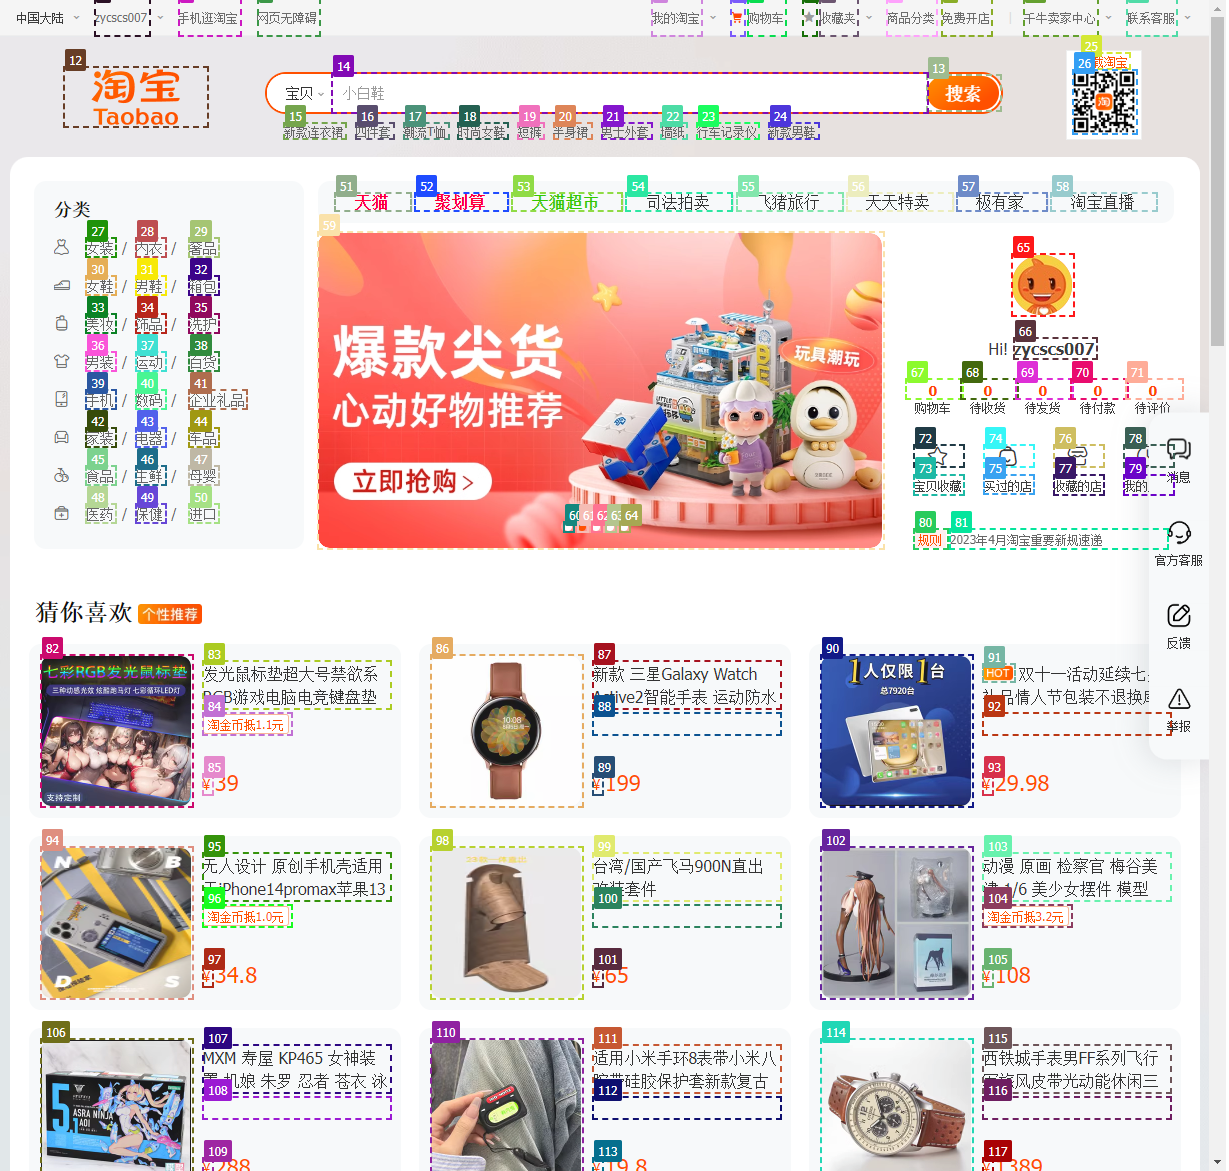 中国大陆 zycscs007 手机逛淘宝 网页无障碍 我的淘宝 购物车 收藏夹 商品分类 免费开店 千牛卖家中心 联系客服
12
淘宝
Taobao
14
宝贝
小白鞋
13
搜索
25
26
淘宝
淘
15 16 17 18 19 20 21 22 23 24
新款连衣裙 四件套 潮流T恤 时尚女鞋 短裤 半身裙 男士外套 墙纸 行车记录仪 新款男鞋
分类
27 28 29
女装 / 内衣 / 奢品
30 31 32
女鞋 / 男鞋 / 箱包
33 34 35
美妆 / 饰品 / 洗护
36 37 38
男装 / 运动 / 百货
39 40 41
手机 / 数码 / 企业礼品
42 43 44
家装 / 电器 / 车品
45 46 47
食品 / 生鲜 / 母婴
48 49 50
医药 / 保健 / 进口
51 52 53 54 55 56 57 58
天猫 聚划算 天猫超市 司法拍卖 飞猪旅行 天天特卖 极有家 淘宝直播
59
爆款尖货
心动好物推荐
立即抢购>
玩具潮玩
60 61 62 63 64
65
66
Hi! zycscs007
67 68 69 70 71
0 0 0 0 0
购物车 待收货 待发货 待付款 待评价
72 74 76 78
73 75 77 79
宝贝收藏 买过的店 收藏的店 我的
80 81
规则 2023年4月淘宝重要新规速递
消息
官方客服
反馈
举报
猜你喜欢 个性推荐
82
七彩RGB发光鼠标垫
三种动感光效 炫酷跑马灯 七彩循环LED灯
支持定制
83
发光鼠标垫超大号禁欲系
RGB游戏电脑电竞键盘垫
84
淘金币抵1.1元
85
¥39
86
87
新款 三星Galaxy Watch
Active2智能手表 运动防水
88
89
¥199
90
1人仅限1台
总7920台
91
HOT 双十一活动延续七
礼品情人节包装不退换
92
93
¥29.98
94
N B
D S
95
无人设计 原创手机壳适用
于iPhone14promax苹果13
96
淘金币抵1.0元
97
¥34.8
98
99
台湾/国产飞马900N直出
改装套件
100
101
¥65
102
103
动漫 原画 检察官 梅谷美
津 1/6 美少女摆件 模型
104
淘金币抵3.2元
105
¥108
106
5.1
ASRA NINJA
AOI
107
MXM 寿屋 KP465 女神装
置 机娘 朱罗 忍者 苍衣 泳
108
109
¥288
110
111
适用小米手环8表带小米八
腕带硅胶保护套新款复古
112
113
¥19.8
114
115
西铁城手表男FF系列飞行
军旅风皮带光动能休闲三
116
117
¥1389